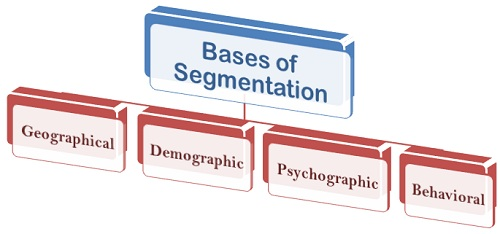 Bases of
Segmentation
Geographical
Demographic
Psychographic
Behavioral